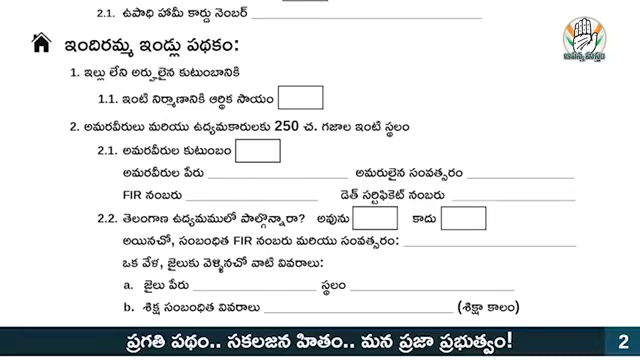 2.1. ఉపాధి హామీ కార్డు నెంబర్
ఇందిరమ్మ ఇండ్లు పథకం:
1. ఇల్లు లేని అర్హులైన కుటుంబానికి
1.1. ఇంటి నిర్మాణానికి ఆర్థిక సాయం
2. అమరవీరులు మరియు ఉద్యమకారులకు 250 చ. గజాల ఇంటి స్థలం
2.1. అమరవీరుల కుటుంబం
అమరవీరుల పేరు అమరులైన సంవత్సరం
FIR నంబరు డెత్ సర్టిఫికెట్ నంబరు
2.2. తెలంగాణ ఉద్యమములో పాల్గొన్నారా? అవును కాదు
అయినచో, సంబంధిత FIR నంబరు మరియు సంవత్సరం:
ఒక వేళ, జైలుకు వెళ్ళినచో వాటి వివరాలు:
a. జైలు పేరు స్థలం
b. శిక్ష సంబంధిత వివరాలు (శిక్షా కాలం)
ప్రగతి పథం.. సకలజన హితం.. మన ప్రజా ప్రభుత్వం! 2